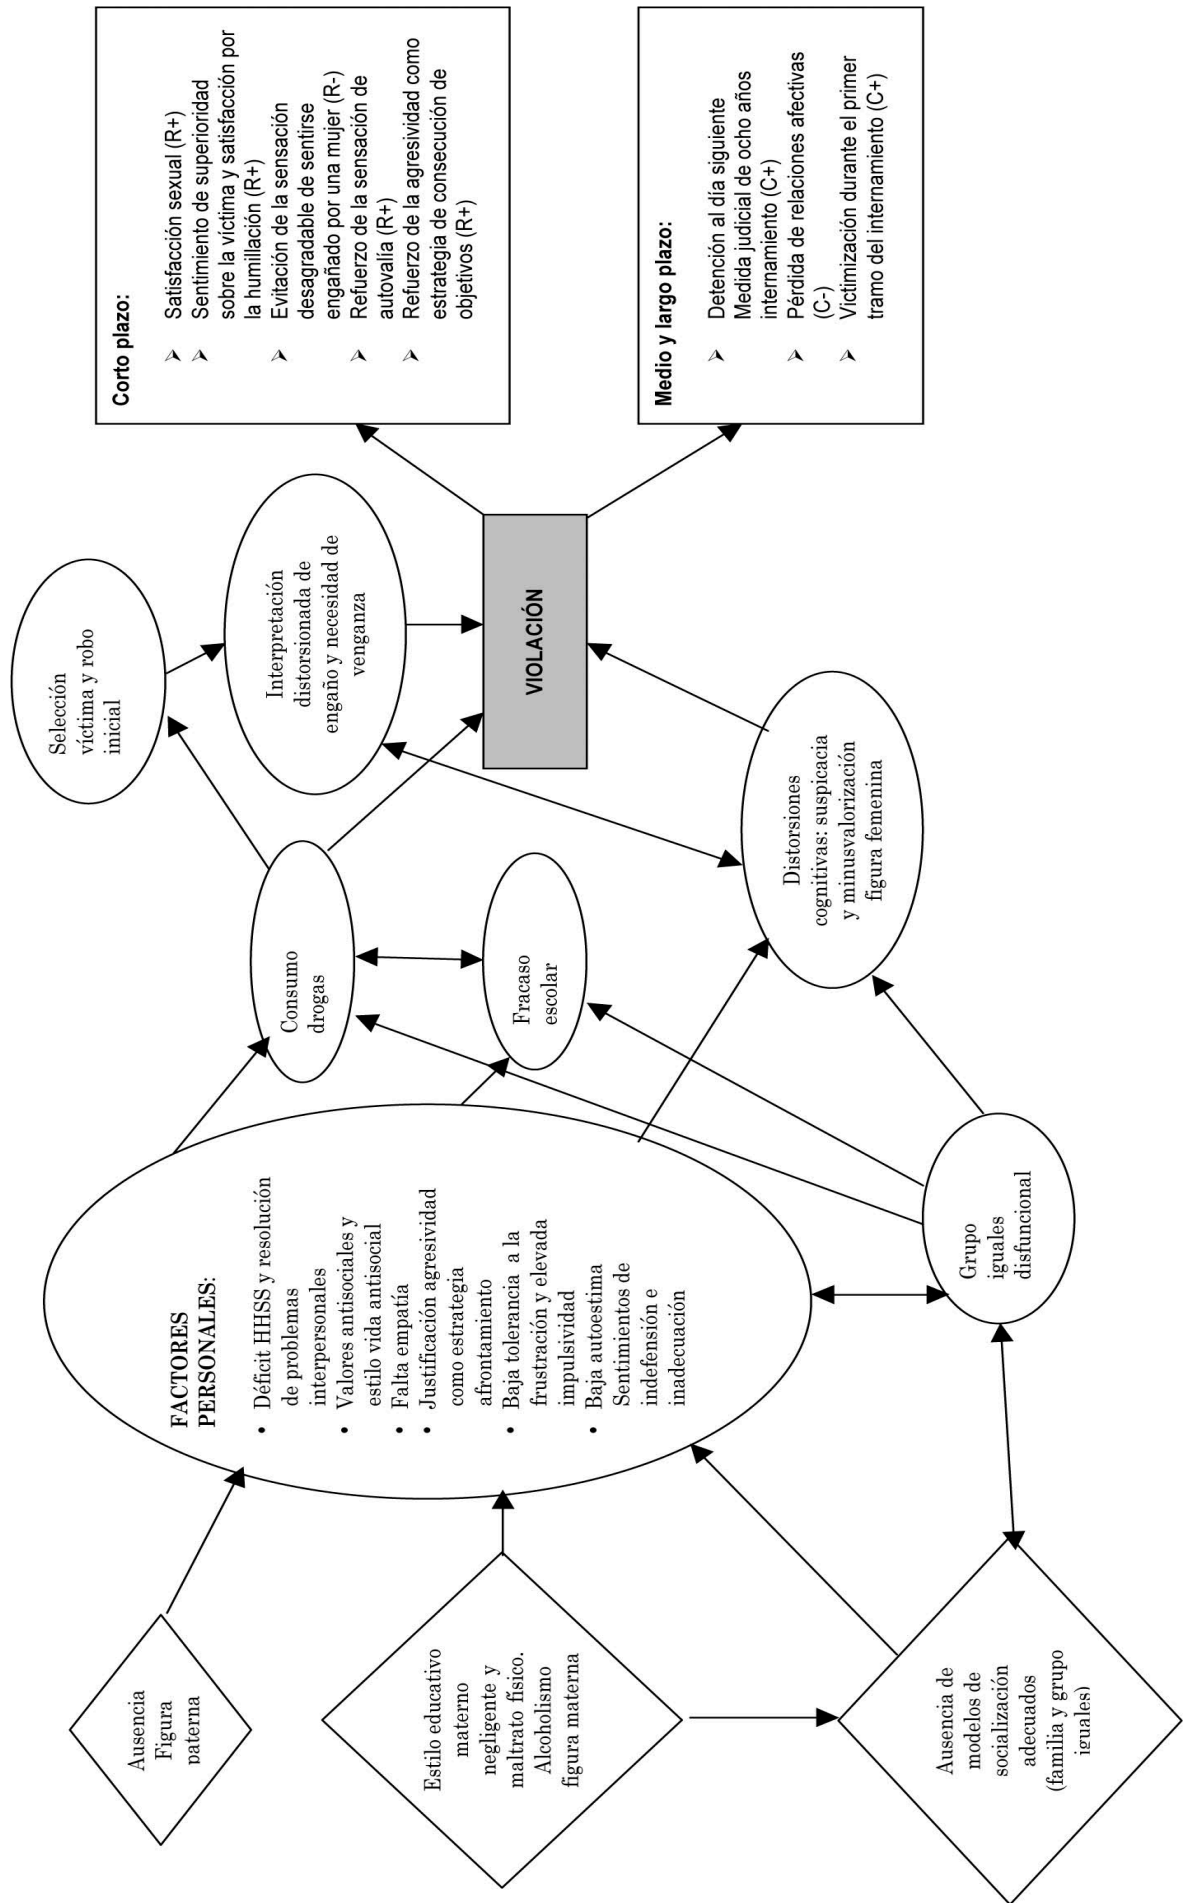 Ausencia
Figura
paterna
Estilo educativo
materno
negligente y
maltrato físico.
Alcoholismo
figura materna
Ausencia de
modelos de
socialización
adecuados
(familia y grupo
iguales)
FACTORES
PERSONALES:
• Déficit HHSS y resolución
de problemas
interpersonales
• Valores antisociales y
estilo vida antisocial
• Falta empatía
• Justificación agresividad
como estrategia
afrontamiento
• Baja tolerancia a la
frustración y elevada
impulsividad
• Baja autoestima
Sentimientos de
indefensión e
inadecuación
Grupo
iguales
disfuncional
Consumo
drogas
Fracaso
escolar
Distorsiones
cognitivas: suspicacia
y minusvalorización
figura femenina
Selección
víctima y robo
inicial
Interpretación
distorsionada de
engaño y necesidad de
venganza
VIOLACIÓN
Corto plazo:
➢ Satisfacción sexual (R+)
➢ Sentimiento de superioridad
sobre la víctima y satisfacción por
la humillación (R+)
➢ Evitación de la sensación
desagradable de sentirse
engañado por una mujer (R-)
➢ Refuerzo de la sensación de
autovalía (R+)
➢ Refuerzo de la agresividad como
estrategia de consecución de
objetivos (R+)
Medio y largo plazo:
➢ Detención al día siguiente
Medida judicial de ocho años
internamiento (C+)
➢ Pérdida de relaciones afectivas
(C-)
➢ Victimización durante el primer
tramo del internamiento (C+)